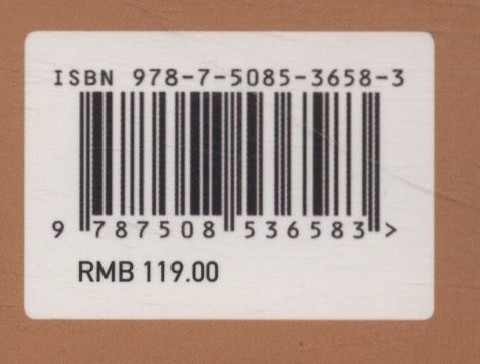 ISBN 978-7-5085-3658-3
9 787508 536583 >
RMB 119.00